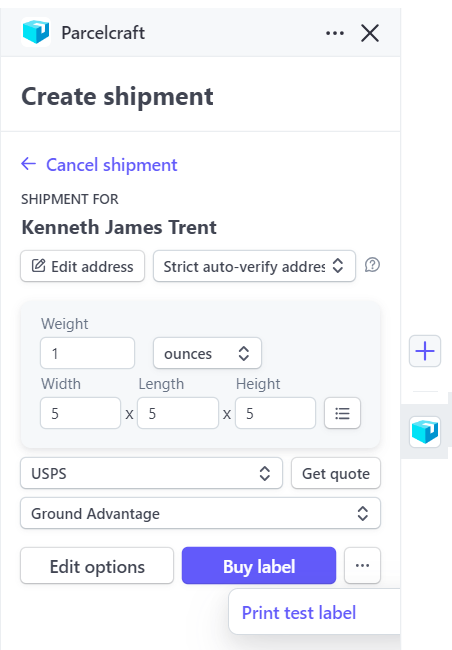 Parcelcraft
Create shipment
← Cancel shipment
SHIPMENT FOR
Kenneth James Trent
Edit address Strict auto-verify addres
Weight
1 ounces
Width Length Height
5 x 5 x 5
USPS Get quote
Ground Advantage
Edit options Buy label ...
Print test label